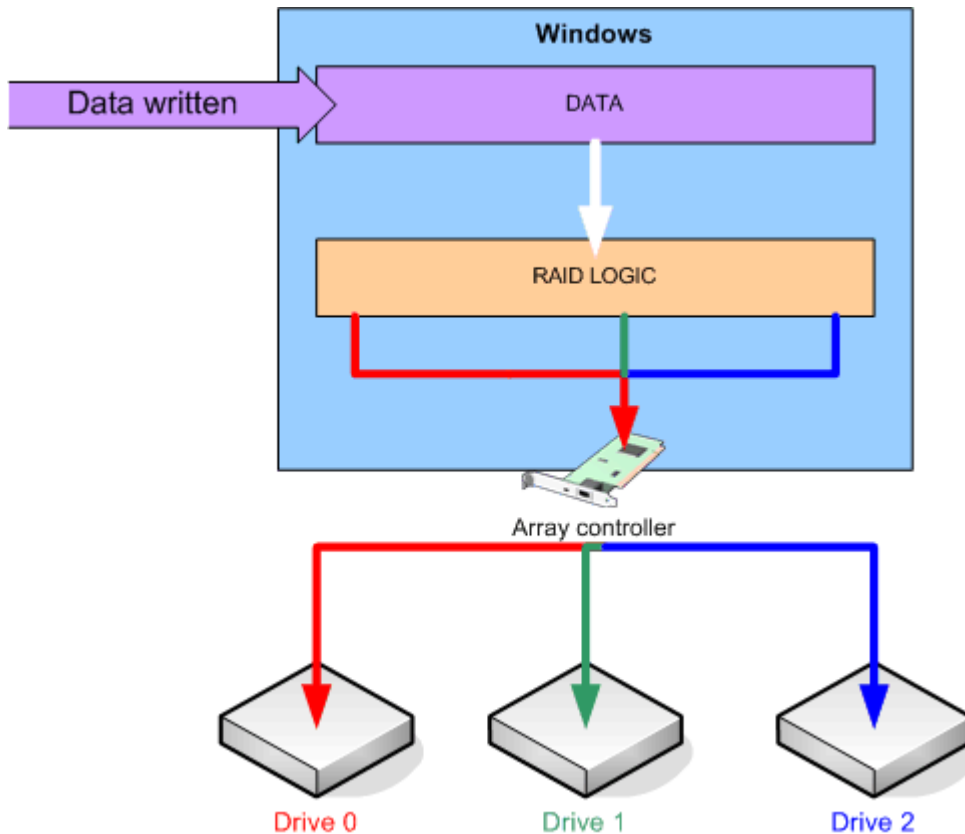 Windows
Data written
DATA
RAID LOGIC
Array controller
Drive 0
Drive 1
Drive 2